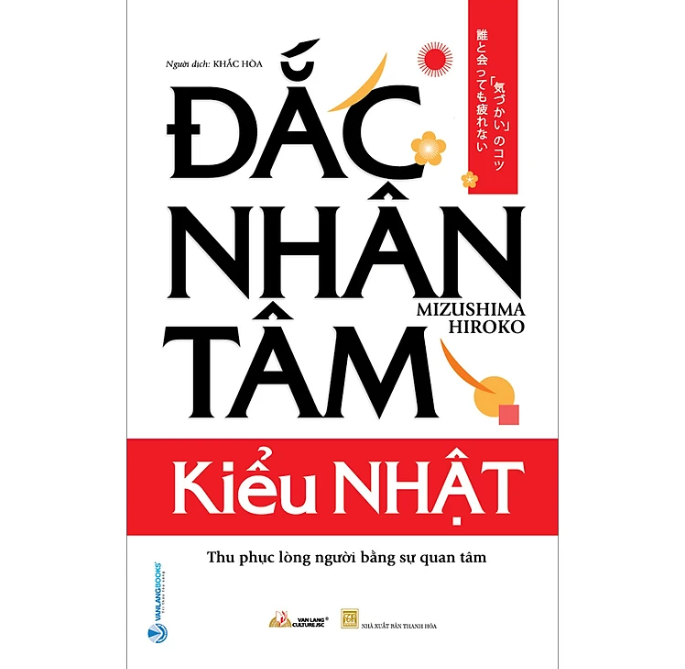 Người dịch: KHẮC HÒA
誰と会っても疲れない
「気づかい」のコツ
ĐẮC
NHÂN
TÂM
MIZUSHIMA
HIROKO
Kiểu NHẬT
Thu phục lòng người bằng sự quan tâm
VANLANGBOOKS
VAN LANG
CULTURE JSC
NHÀ XUẤT BẢN THANH HÓA